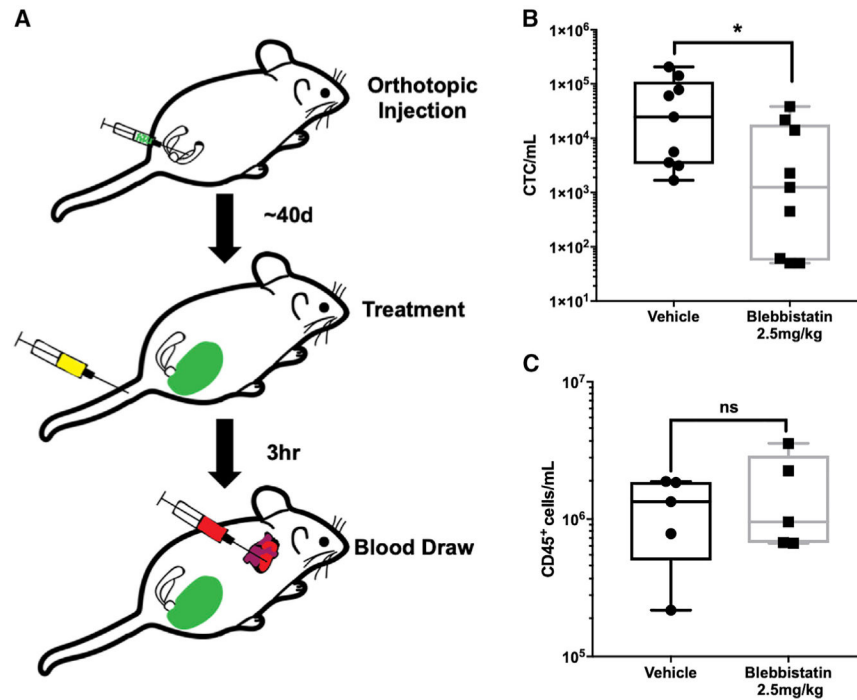 A
Orthotopic
Injection
~40d
Treatment
3hr
Blood Draw
B
*
1×10⁶
1×10⁵
1×10⁴
1×10³
1×10²
1×10¹
CTC/mL
Vehicle
Blebbistatin
2.5mg/kg
C
ns
10⁷
10⁶
10⁵
CD45⁺ cells/mL
Vehicle
Blebbistatin
2.5mg/kg